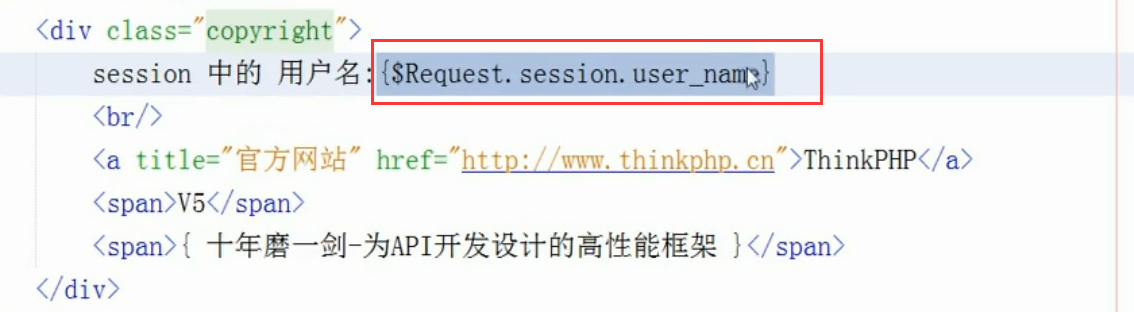 <div class="copyright">
session 中的 用户名:{$Request.session.user_name}
<br/>
<a title="官方网站" href="http://www.thinkphp.cn">ThinkPHP</a>
<span>V5</span>
<span>{ 十年磨一剑-为API开发设计的高性能框架 }</span>
</div>